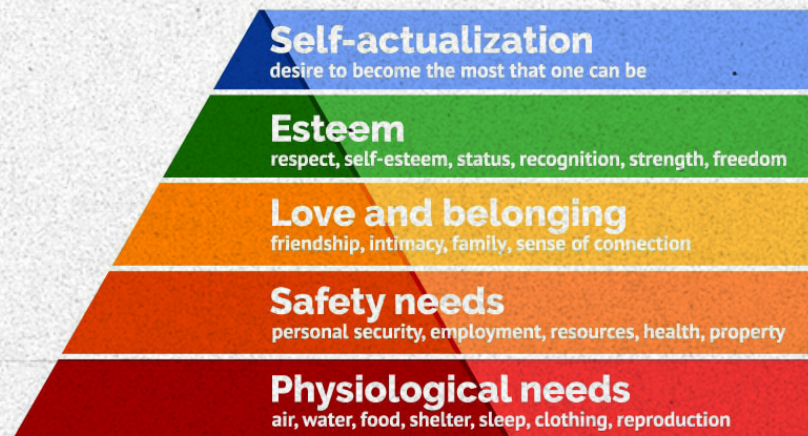 Self-actualization
desire to become the most that one can be
Esteem
respect, self-esteem, status, recognition, strength, freedom
Love and belonging
friendship, intimacy, family, sense of connection
Safety needs
personal security, employment, resources, health, property
Physiological needs
air, water, food, shelter, sleep, clothing, reproduction